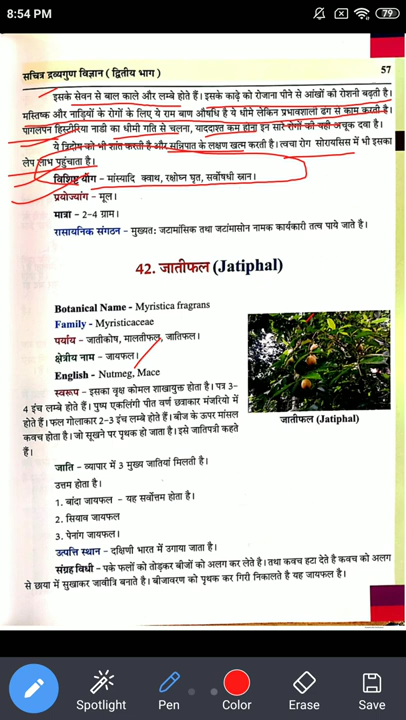 8:54 PM
79
सचित्र द्रव्यगुण विज्ञान ( द्वितीय भाग )
57
इसके सेवन से बाल काले और लम्बे होते हैं। इसके काढ़े को रोजाना पीने से आंखों की रोशनी बढ़ती है।
मस्तिष्क और नाड़ियों के रोगों के लिए ये राम बाण औषधि है ये धीमे लेकिन प्रभावशाली ढंग से काम करती है।
पागलपन हिस्टीरिया नाडी का धीमी गति से चलना, याददाश्त कम होना इन सारे रोगों की यही अचूक दवा है।
ये त्रिदोष को भी शांत करती है और सन्निपात के लक्षण खत्म करती है। त्वचा रोग सोरायसिस में भी इसका
लेप लाभ पहुंचाता है।
विशिष्ट योग - मांस्यादि क्वाथ, रक्षोघ्न घृत, सर्वोषधी स्नान।
प्रयोज्यांग - मूल।
मात्रा - 2-4 ग्राम।
रासायनिक संगठन - मुख्यत: जटामांसिक तथा जटांमासोन नामक कार्यकारी तत्व पाये जाते है।
42. जातीफल (Jatiphal)
Botanical Name - Myristica fragrans
Family - Myristicaceae
पर्याय - जातीकोष, मालतीफल, जातिफल।
क्षेत्रीय नाम - जायफल।
English - Nutmeg, Mace
स्वरूप - इसका वृक्ष कोमल शाखायुक्त होता है। पत्र 3-
4 इंच लम्बे होते हैं। पुष्प एकलिंगी पीत वर्ण छत्राकार मंजरियो में
होते हैं। फल गोलाकार 2-3 इंच लम्बे होते हैं। बीज के ऊपर मांसल
कवच होता है। जो सूखने पर पृथक हो जाता है। इसे जातिपत्री कहते
हैं।
जातीफल (Jatiphal)
जाति - व्यापार में 3 मुख्य जातियां मिलती है।
उत्तम होता है।
1. बांदा जायफल - यह सर्वोत्तम होता है।
2. सियाव जायफल
3. पेनांग जायफल।
उत्पत्ति स्थान - दक्षिणी भारत में उगाया जाता है।
संग्रह विधी - पके फलों को तोड़कर बीजों को अलग कर लेते है। तथा कवच हटा देते है कवच को अलग
से छाया में सुखाकर जावीत्रि बनाते है। बीजावरण को पृथक कर गिरी निकालते है यह जायफल है।
Spotlight
Pen
Color
Erase
Save